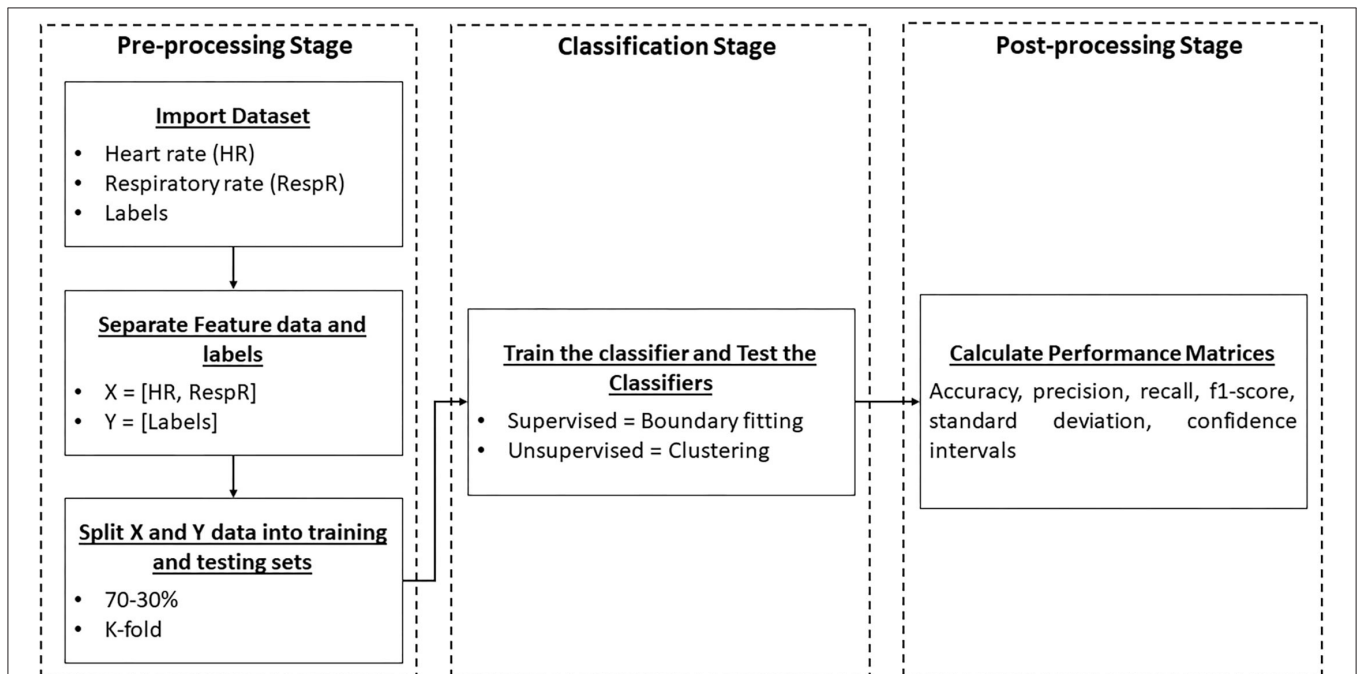 Pre-processing Stage
Import Dataset
• Heart rate (HR)
• Respiratory rate (RespR)
• Labels
Separate Feature data and
labels
• X = [HR, RespR]
• Y = [Labels]
Split X and Y data into training
and testing sets
• 70-30%
• K-fold
Classification Stage
Train the classifier and Test the
Classifiers
• Supervised = Boundary fitting
• Unsupervised = Clustering
Post-processing Stage
Calculate Performance Matrices
Accuracy, precision, recall, f1-score,
standard deviation, confidence
intervals